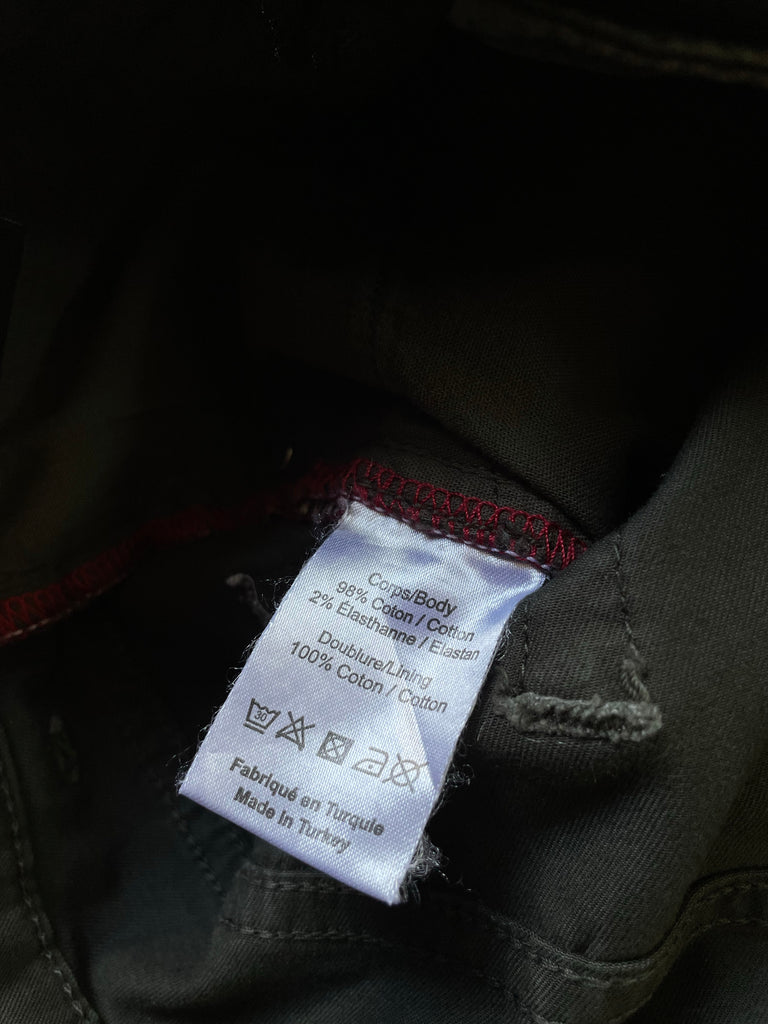 Corps/Body
98% Coton / Cotton
2% Élasthanne / Elastan
Doublure/Lining
100% Coton / Cotton
30
Fabriqué en Turquie
Made in Turkey